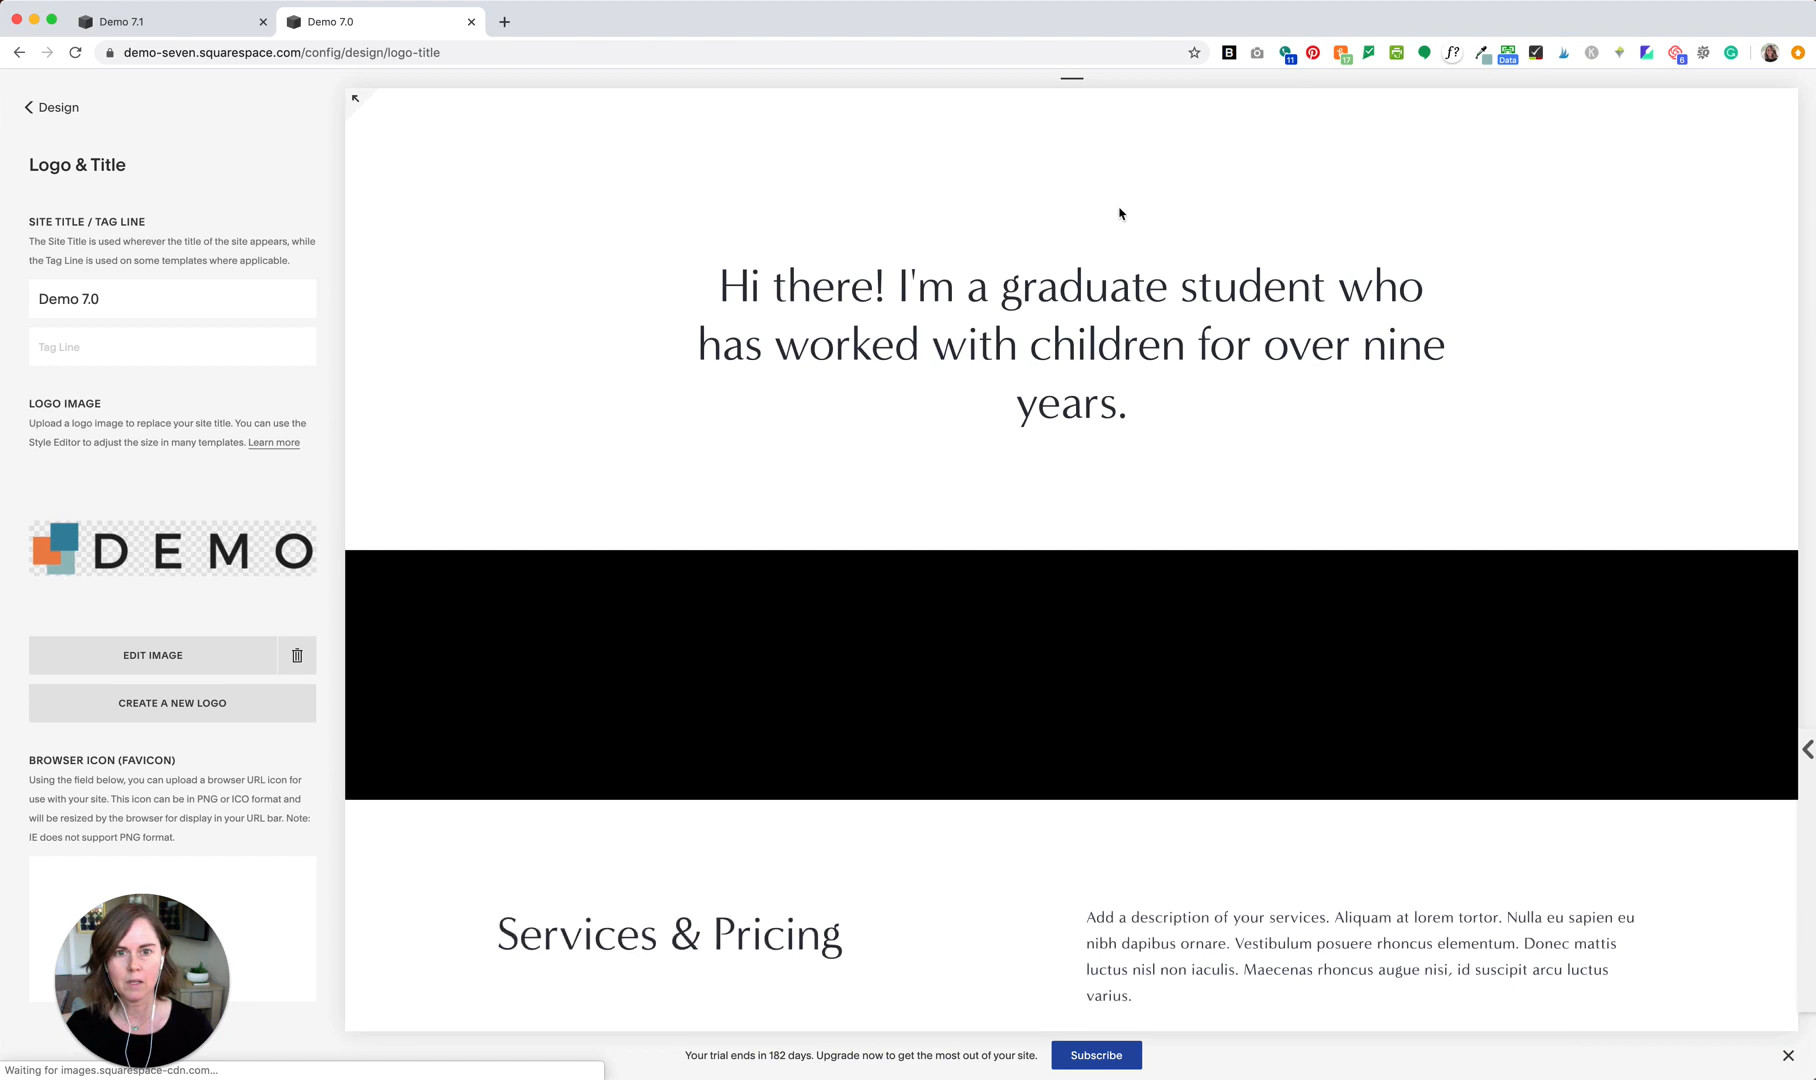 Demo 7.1
Demo 7.0
demo-seven.squarespace.com/config/design/logo-title
B
11
17
f?
Data
K
6
G
Design
Logo & Title
SITE TITLE / TAG LINE
The Site Title is used wherever the title of the site appears, while
the Tag Line is used on some templates where applicable.
Demo 7.0
Tag Line
LOGO IMAGE
Upload a logo image to replace your site title. You can use the
Style Editor to adjust the size in many templates. Learn more
DEMO
EDIT IMAGE
CREATE A NEW LOGO
BROWSER ICON (FAVICON)
Using the field below, you can upload a browser URL icon for
use with your site. This icon can be in PNG or ICO format and
will be resized by the browser for display in your URL bar. Note:
IE does not support PNG format.
Hi there! I'm a graduate student who
has worked with children for over nine
years.
Services & Pricing
Add a description of your services. Aliquam at lorem tortor. Nulla eu sapien eu
nibh dapibus ornare. Vestibulum posuere rhoncus elementum. Donec mattis
luctus nisl non iaculis. Maecenas rhoncus augue nisi, id suscipit arcu luctus
varius.
Your trial ends in 182 days. Upgrade now to get the most out of your site.
Subscribe
Waiting for images.squarespace-cdn.com...